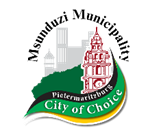 Msunduzi Municipality
Pietermaritzburg
City of Choice